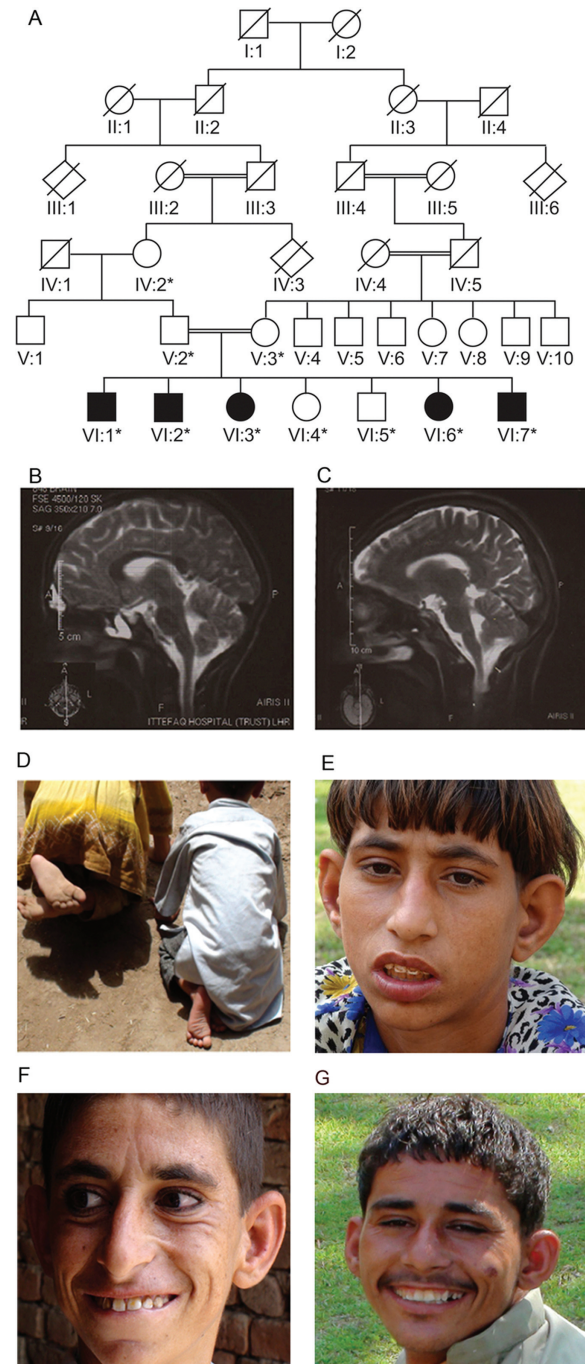 A
I:1 I:2
II:1 II:2 II:3 II:4
III:1 III:2 III:3 III:4 III:5 III:6
IV:1 IV:2* IV:3 IV:4 IV:5
V:1 V:2* V:3* V:4 V:5 V:6 V:7 V:8 V:9 V:10
VI:1* VI:2* VI:3* VI:4* VI:5* VI:6* VI:7*
B C
BRAIN
FSE 4500/120 SK
SAG 350x210 7.0
S# 9/16
A P A P
5 cm
10 cm
A A
L L
F F
S
R
AIRIS II AIRIS II
ITTEFAQ HOSPITAL (TRUST) LHR
D E
F G